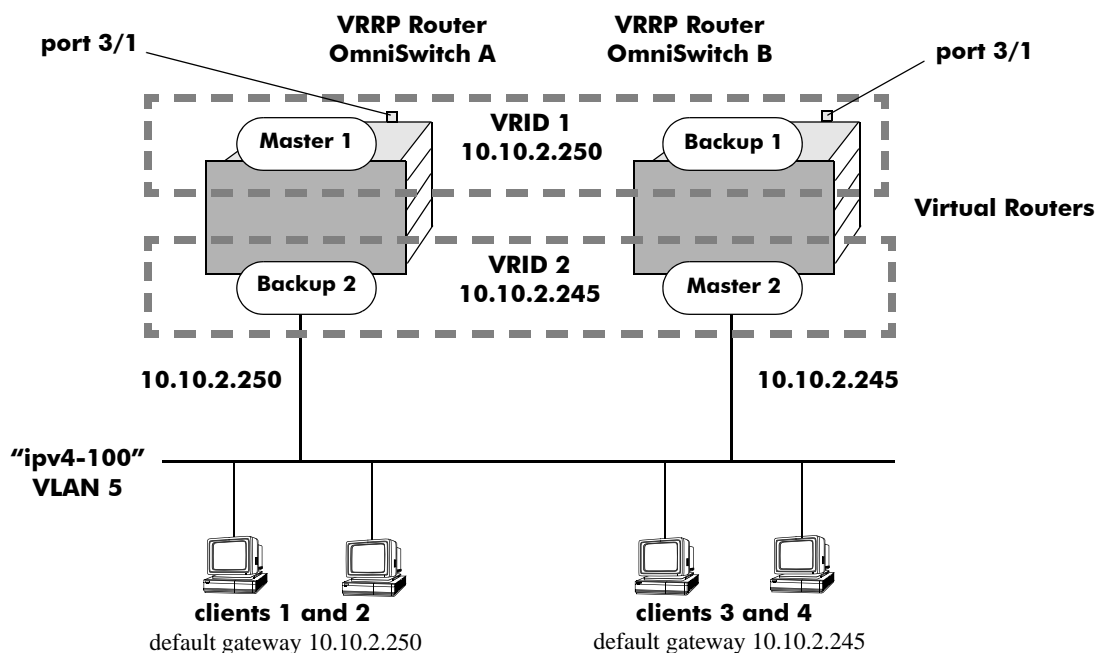 VRRP Router
OmniSwitch A
VRRP Router
OmniSwitch B
port 3/1
port 3/1
Master 1
VRID 1
10.10.2.250
Backup 1
Virtual Routers
Backup 2
VRID 2
10.10.2.245
Master 2
10.10.2.250
10.10.2.245
“ipv4-100”
VLAN 5
clients 1 and 2
default gateway 10.10.2.250
clients 3 and 4
default gateway 10.10.2.245